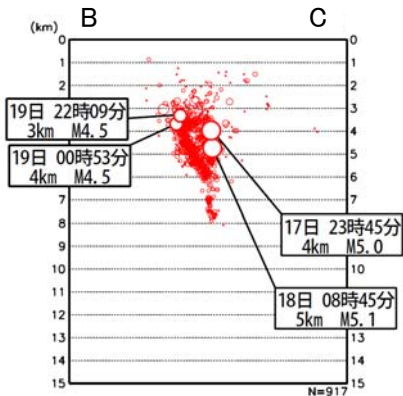 B C
(km)
0 0
1 1
2 2
3 3
19日 22時09分
3km M4.5
4 4
19日 00時53分
4km M4.5
5 5
6 6
7 7
17日 23時45分
4km M5.0
8 8
9 9
10 10
11 11
18日 08時45分
5km M5.1
12 12
13 13
14 14
15 15
N=917